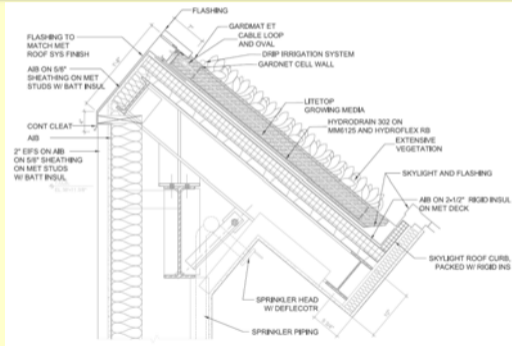 FLASHING
GARDMAT ET
CABLE LOOP
AND OVAL
DRIP IRRIGATION SYSTEM
GARDNET CELL WALL
FLASHING TO
MATCH MET
ROOF SYS FINISH
AIB ON 5/8"
SHEATHING ON MET
STUDS W/ BATT INSUL
LITETOP
GROWING MEDIA
HYDRODRAIN 302 ON
MM6125 AND HYDROFLEX RB
EXTENSIVE
VEGETATION
CONT CLEAT
AIB
2" EIFS ON AIB
ON 5/8" SHEATHING
ON MET STUDS
W/ BATT INSUL
SKYLIGHT AND FLASHING
AIB ON 2-1/2" RIGID INSUL
ON MET DECK
SKYLIGHT ROOF CURB,
PACKED W/ RIGID INS
SPRINKLER HEAD
W/ DEFLECOTR
SPRINKLER PIPING